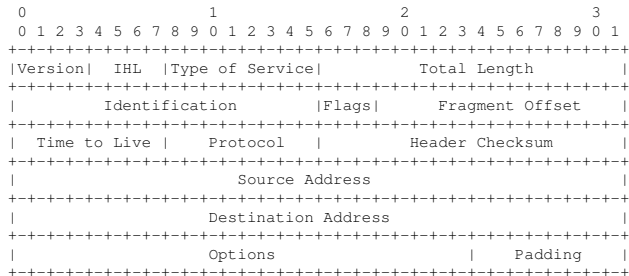 0                   1                   2                   3
 0 1 2 3 4 5 6 7 8 9 0 1 2 3 4 5 6 7 8 9 0 1 2 3 4 5 6 7 8 9 0 1
+-+-+-+-+-+-+-+-+-+-+-+-+-+-+-+-+-+-+-+-+-+-+-+-+-+-+-+-+-+-+-+-+
|Version|  IHL  |Type of Service|          Total Length         |
+-+-+-+-+-+-+-+-+-+-+-+-+-+-+-+-+-+-+-+-+-+-+-+-+-+-+-+-+-+-+-+-+
|         Identification        |Flags|      Fragment Offset    |
+-+-+-+-+-+-+-+-+-+-+-+-+-+-+-+-+-+-+-+-+-+-+-+-+-+-+-+-+-+-+-+-+
|  Time to Live |    Protocol   |         Header Checksum       |
+-+-+-+-+-+-+-+-+-+-+-+-+-+-+-+-+-+-+-+-+-+-+-+-+-+-+-+-+-+-+-+-+
|                       Source Address                          |
+-+-+-+-+-+-+-+-+-+-+-+-+-+-+-+-+-+-+-+-+-+-+-+-+-+-+-+-+-+-+-+-+
|                    Destination Address                        |
+-+-+-+-+-+-+-+-+-+-+-+-+-+-+-+-+-+-+-+-+-+-+-+-+-+-+-+-+-+-+-+-+
|                    Options                    |    Padding    |
+-+-+-+-+-+-+-+-+-+-+-+-+-+-+-+-+-+-+-+-+-+-+-+-+-+-+-+-+-+-+-+-+